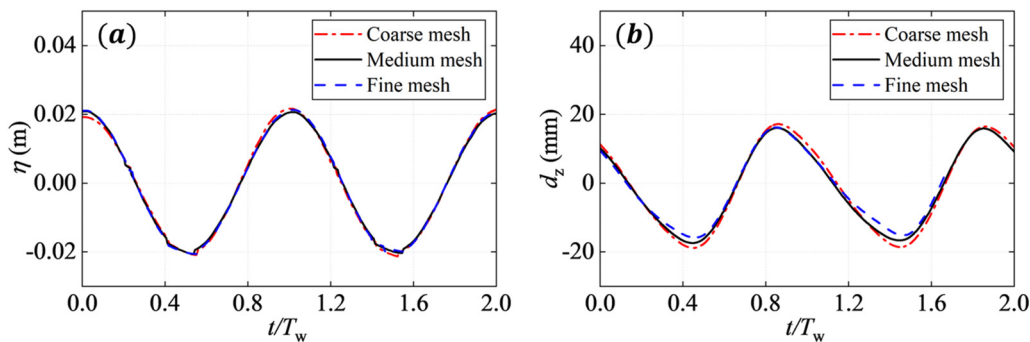 (a)
Coarse mesh
Medium mesh
Fine mesh
0.04
0.02
0.00
-0.02
η (m)
0.0 0.4 0.8 1.2 1.6 2.0
t/Tw
(b)
Coarse mesh
Medium mesh
Fine mesh
40
20
0
-20
dz (mm)
0.0 0.4 0.8 1.2 1.6 2.0
t/Tw